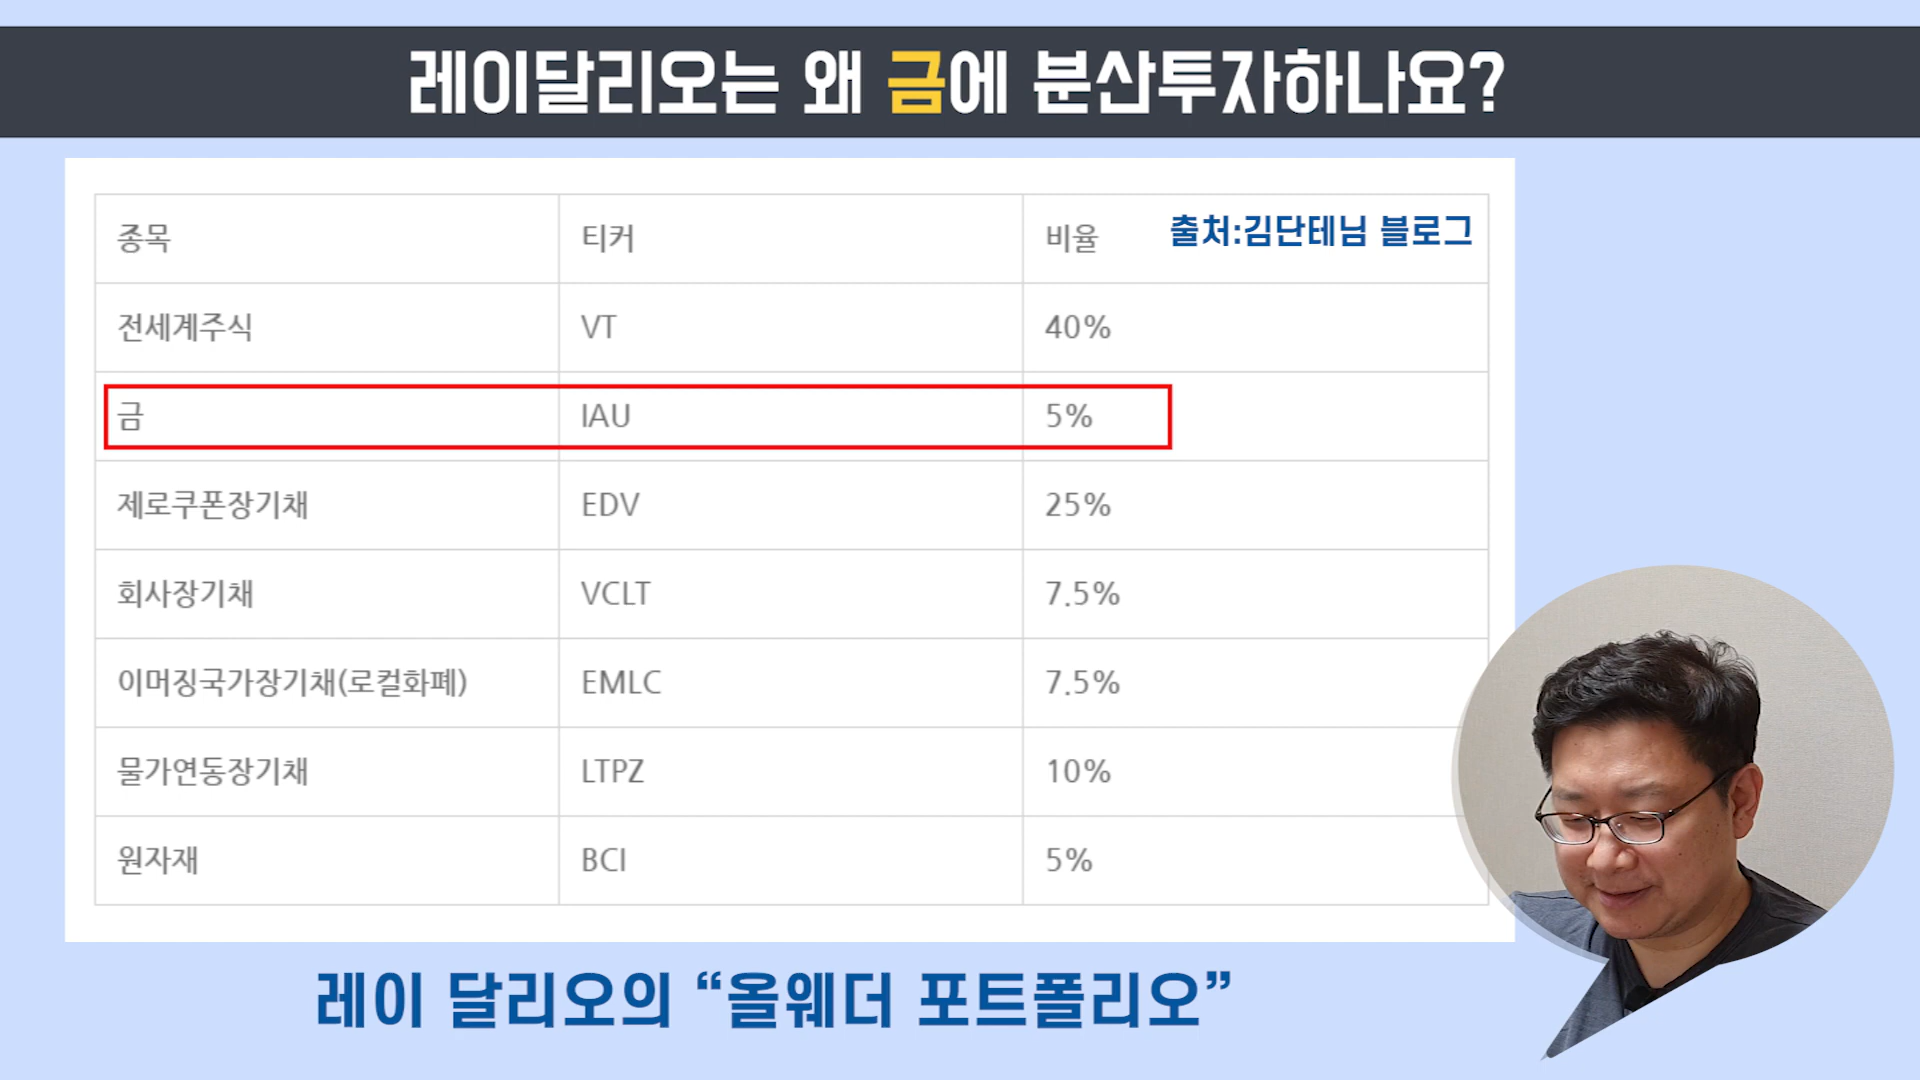 레이달리오는 왜 금에 분산투자하나요?
종목 티커 비율 출처:김단테님 블로그
전세계주식 VT 40%
금 IAU 5%
제로쿠폰장기채 EDV 25%
회사장기채 VCLT 7.5%
이머징국가장기채(로컬화폐) EMLC 7.5%
물가연동장기채 LTPZ 10%
원자재 BCI 5%
레이 달리오의 “올웨더 포트폴리오”